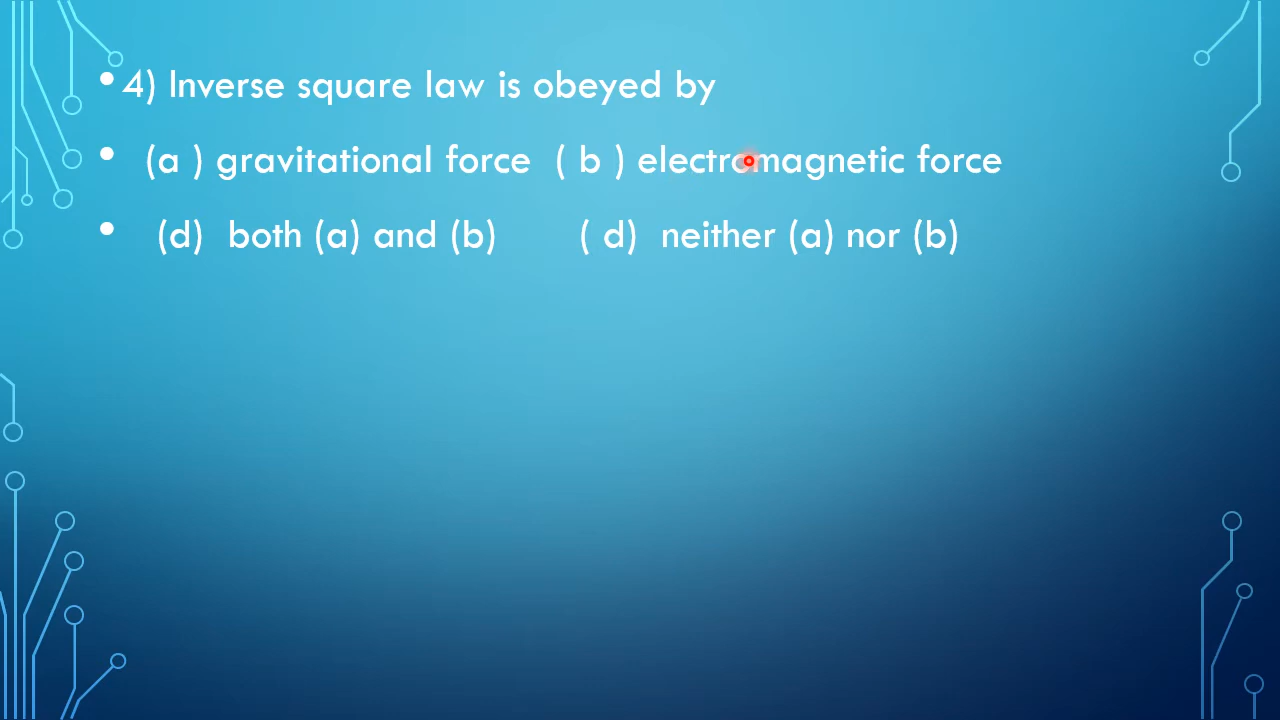 • 4) Inverse square law is obeyed by
• (a ) gravitational force ( b ) electromagnetic force
• (d) both (a) and (b) ( d) neither (a) nor (b)